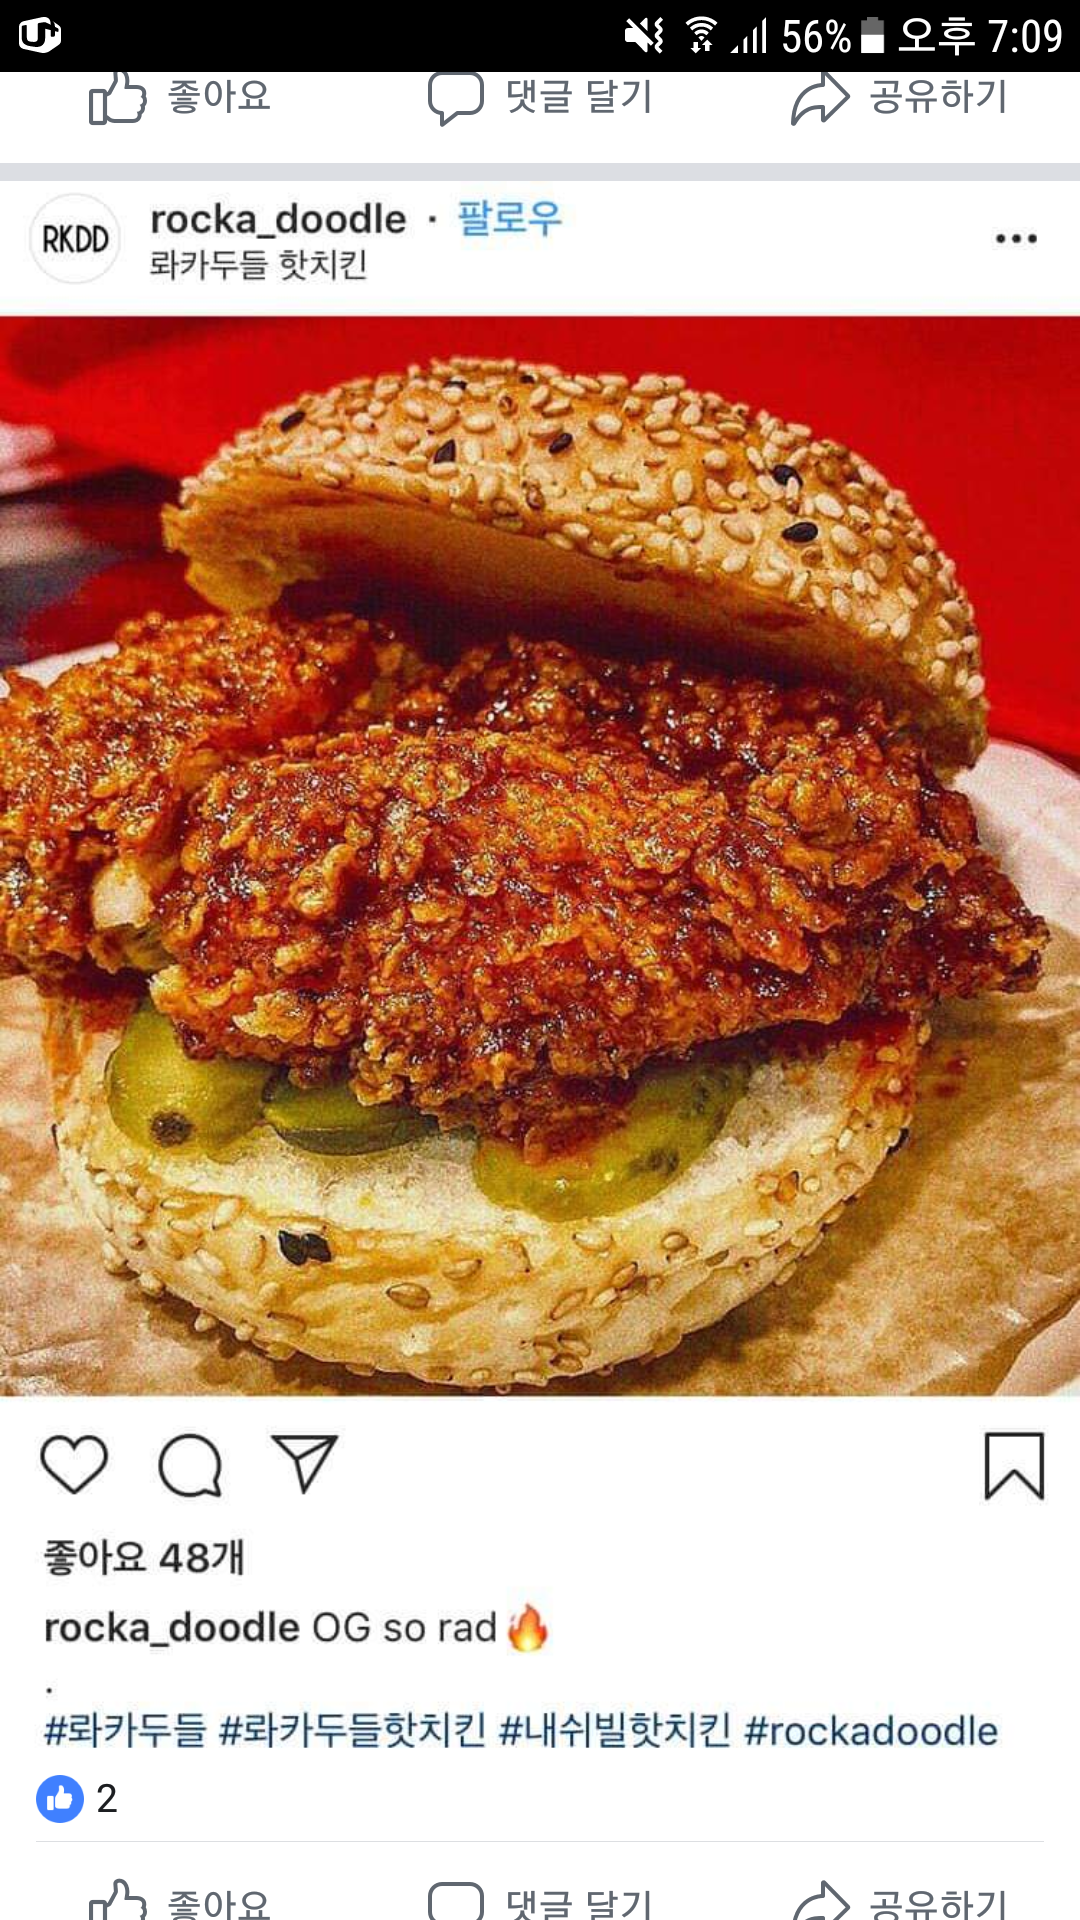 56% 오후 7:09
좋아요 댓글 달기 공유하기
RKDD rocka_doodle · 팔로우
롸카두들 핫치킨
좋아요 48개
rocka_doodle OG so rad🔥
.
#롸카두들 #롸카두들핫치킨 #내쉬빌핫치킨 #rockadoodle
2
좋아요 댓글 달기 공유하기